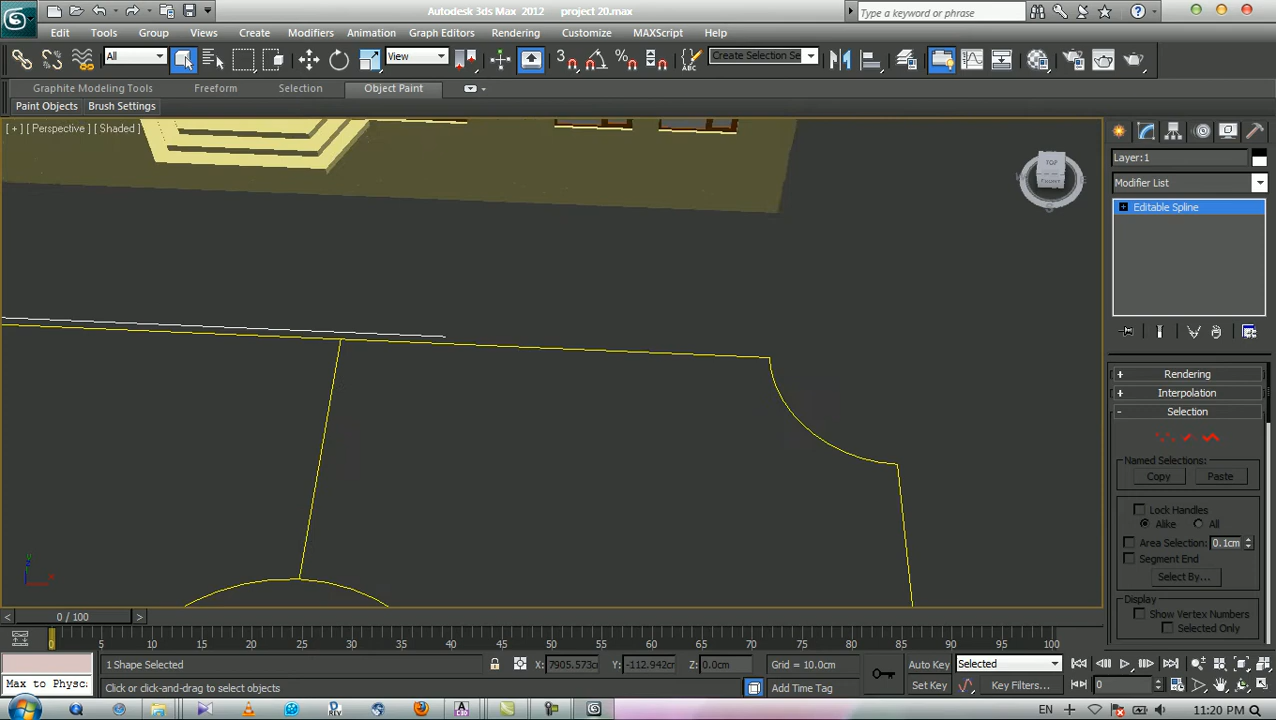 Autodesk 3ds Max 2012    project 20.max
Type a keyword or phrase
Edit Tools Group Views Create Modifiers Animation Graph Editors Rendering Customize MAXScript Help
All View Create Selection Se
Graphite Modeling Tools Freeform Selection Object Paint
Paint Objects Brush Settings
[ + ] [ Perspective ] [ Shaded ]
TOP
Layer:1
Modifier List
Editable Spline
Rendering
Interpolation
Selection
Named Selections:
Copy Paste
Lock Handles
Alike All
Area Selection: 0.1cm
Segment End
Select By...
Display
Show Vertex Numbers
Selected Only
0 / 100
0 5 10 15 20 25 30 35 40 45 50 55 60 65 70 75 80 85 90 95 100
1 Shape Selected X: 7905.573cm Y: -112.942cm Z: 0.0cm Grid = 10.0cm Auto Key Selected
Max to Physc: Click or click-and-drag to select objects Add Time Tag Set Key Key Filters... 0
EN 11:20 PM